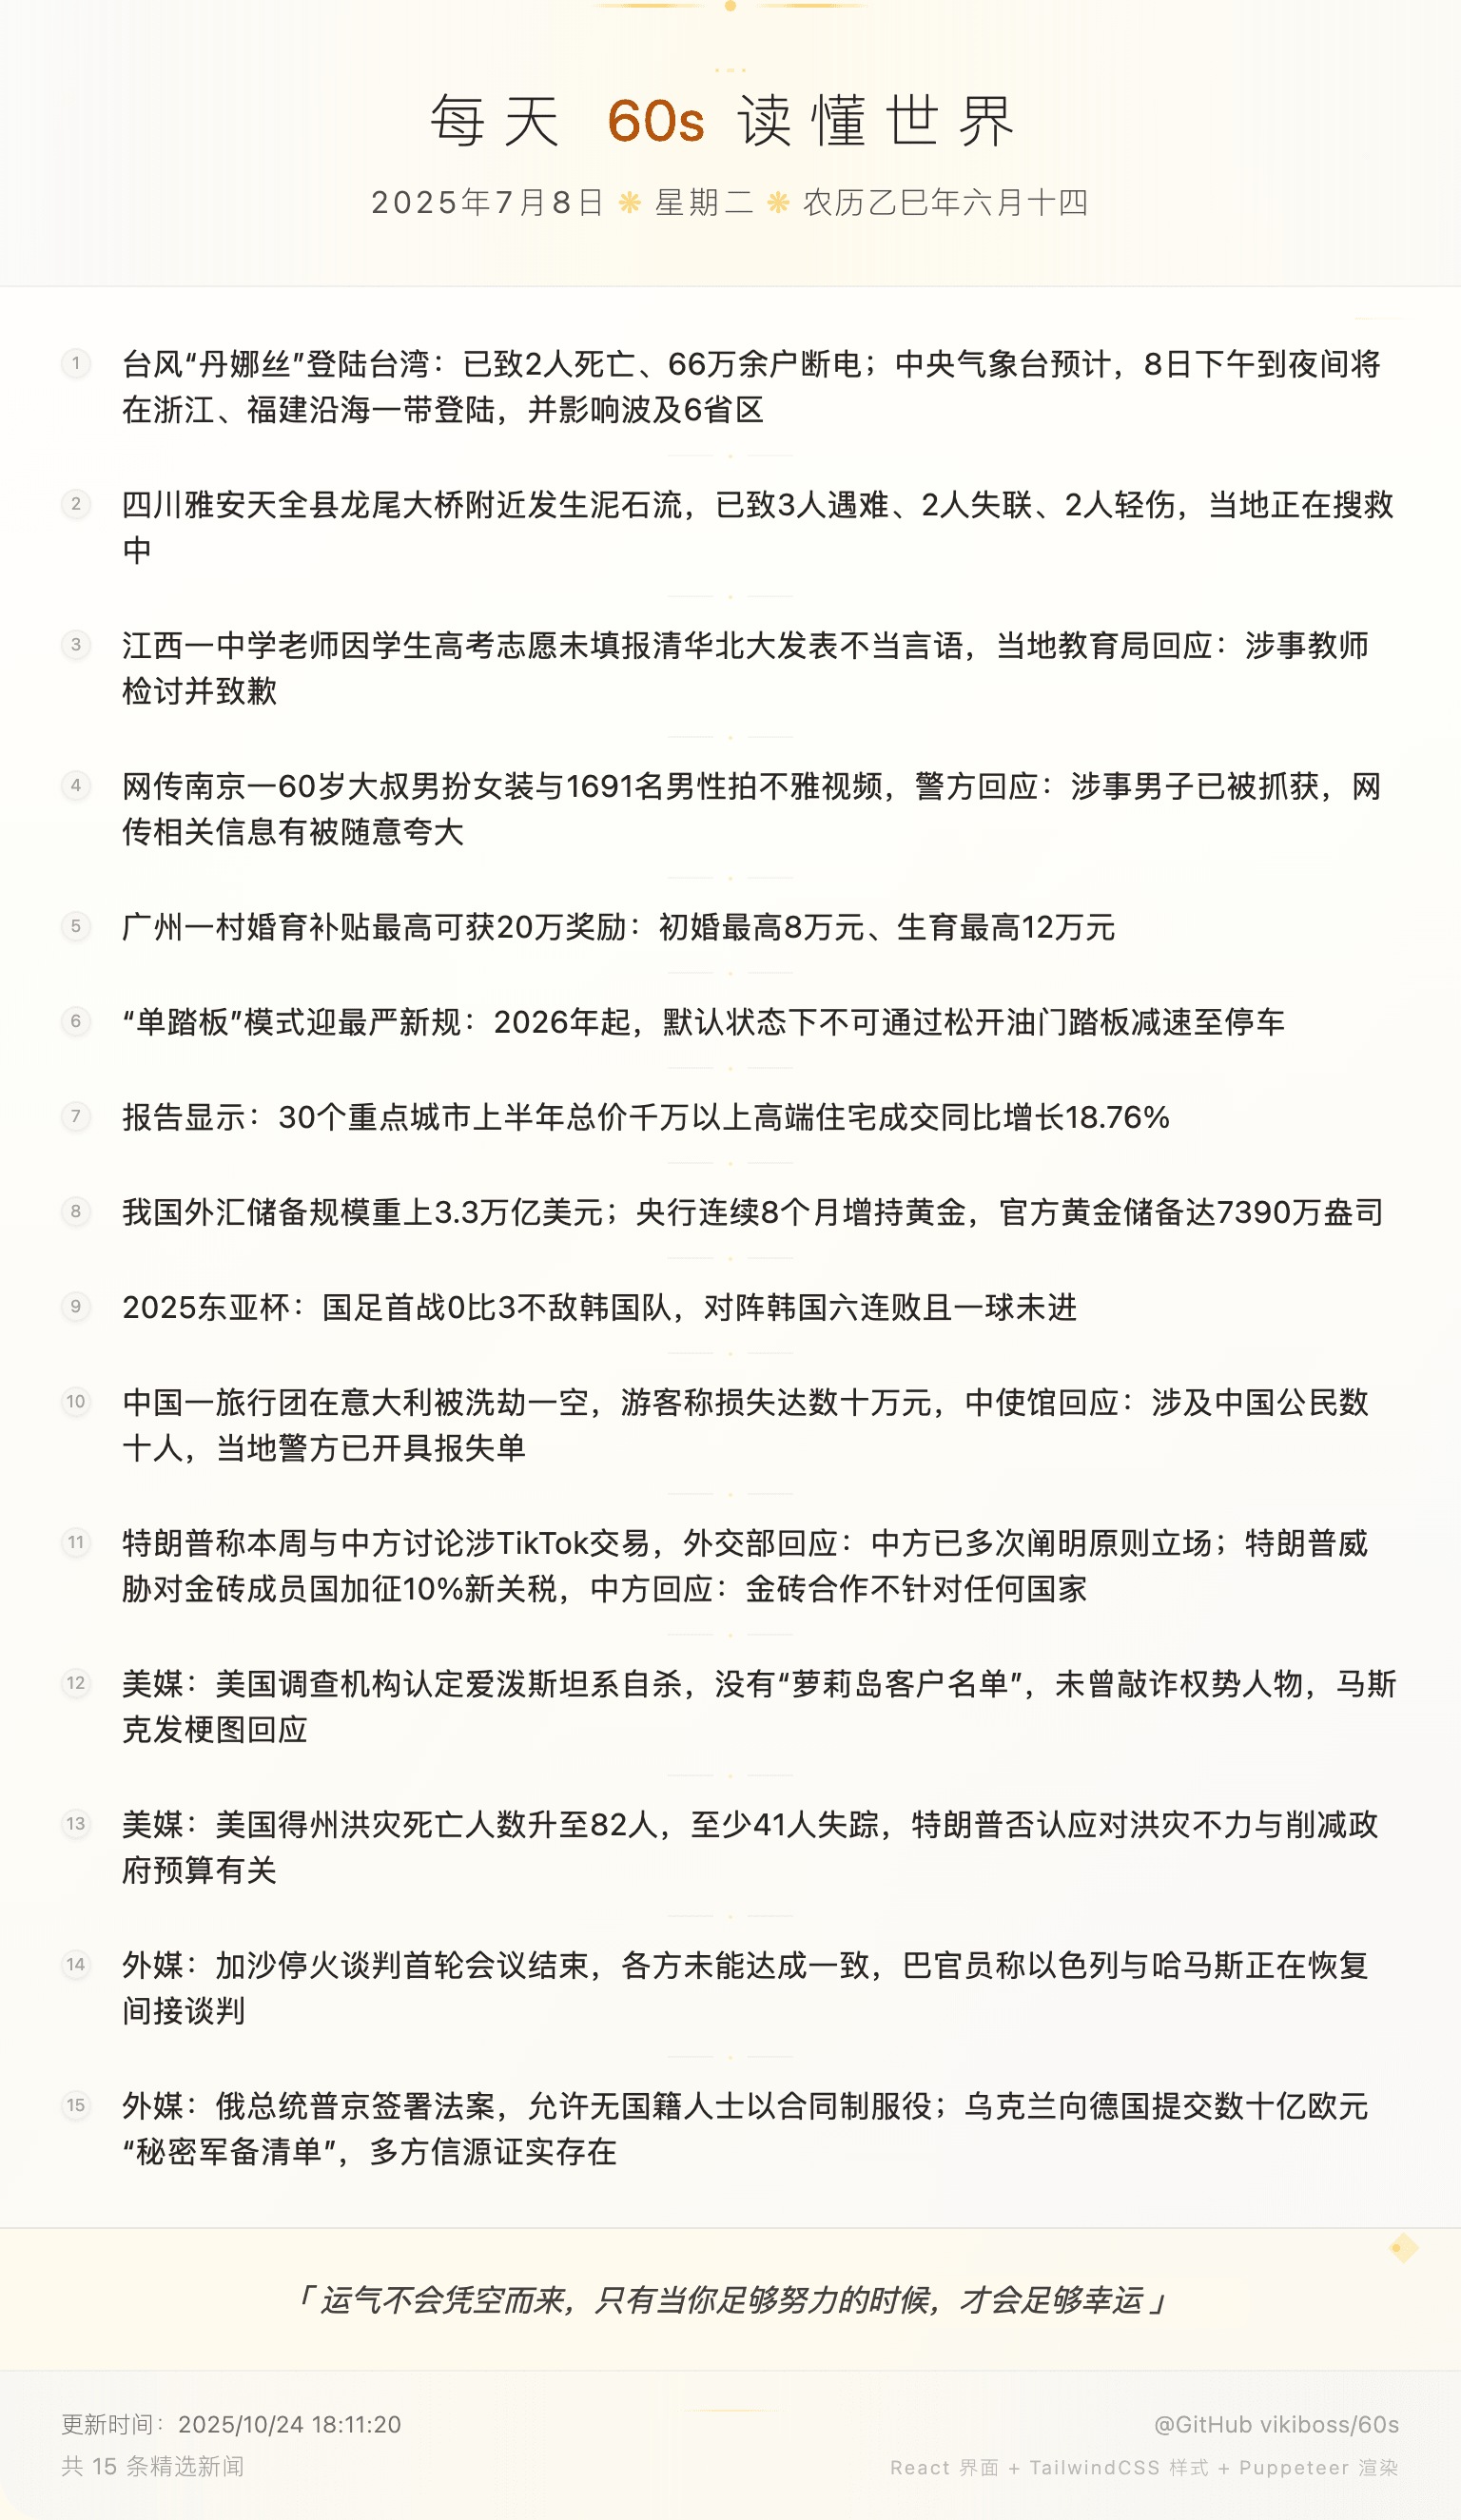 每天 60s 读懂世界
2025年7月8日 ❋ 星期二 ❋ 农历乙巳年六月十四
1 台风“丹娜丝”登陆台湾：已致2人死亡、66万余户断电；中央气象台预计，8日下午到夜间将
在浙江、福建沿海一带登陆，并影响波及6省区
2 四川雅安天全县龙尾大桥附近发生泥石流，已致3人遇难、2人失联、2人轻伤，当地正在搜救
中
3 江西一中学老师因学生高考志愿未填报清华北大发表不当言语，当地教育局回应：涉事教师
检讨并致歉
4 网传南京一60岁大叔男扮女装与1691名男性拍不雅视频，警方回应：涉事男子已被抓获，网
传相关信息有被随意夸大
5 广州一村婚育补贴最高可获20万奖励：初婚最高8万元、生育最高12万元
6 “单踏板”模式迎最严新规：2026年起，默认状态下不可通过松开油门踏板减速至停车
7 报告显示：30个重点城市上半年总价千万以上高端住宅成交同比增长18.76%
8 我国外汇储备规模重上3.3万亿美元；央行连续8个月增持黄金，官方黄金储备达7390万盎司
9 2025东亚杯：国足首战0比3不敌韩国队，对阵韩国六连败且一球未进
10 中国一旅行团在意大利被洗劫一空，游客称损失达数十万元，中使馆回应：涉及中国公民数
十人，当地警方已开具报失单
11 特朗普称本周与中方讨论涉TikTok交易，外交部回应：中方已多次阐明原则立场；特朗普威
胁对金砖成员国加征10%新关税，中方回应：金砖合作不针对任何国家
12 美媒：美国调查机构认定爱泼斯坦系自杀，没有“萝莉岛客户名单”，未曾敲诈权势人物，马斯
克发梗图回应
13 美媒：美国得州洪灾死亡人数升至82人，至少41人失踪，特朗普否认应对洪灾不力与削减政
府预算有关
14 外媒：加沙停火谈判首轮会议结束，各方未能达成一致，巴官员称以色列与哈马斯正在恢复
间接谈判
15 外媒：俄总统普京签署法案，允许无国籍人士以合同制服役；乌克兰向德国提交数十亿欧元
“秘密军备清单”，多方信源证实存在
「 运气不会凭空而来，只有当你足够努力的时候，才会足够幸运 」
更新时间：2025/10/24 18:11:20
@GitHub vikiboss/60s
共 15 条精选新闻
React 界面 + TailwindCSS 样式 + Puppeteer 渲染